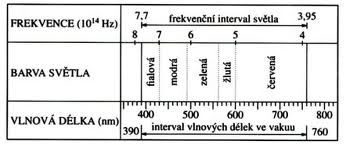 FREKVENCE (10¹⁴ Hz)
7,7 frekvenční interval světla 3,95
8 7 6 5 4
BARVA SVĚTLA
fialová modrá zelená žlutá červená
400 500 600 700 800
VLNOVÁ DÉLKA (nm)
390 interval vlnových délek ve vakuu 760